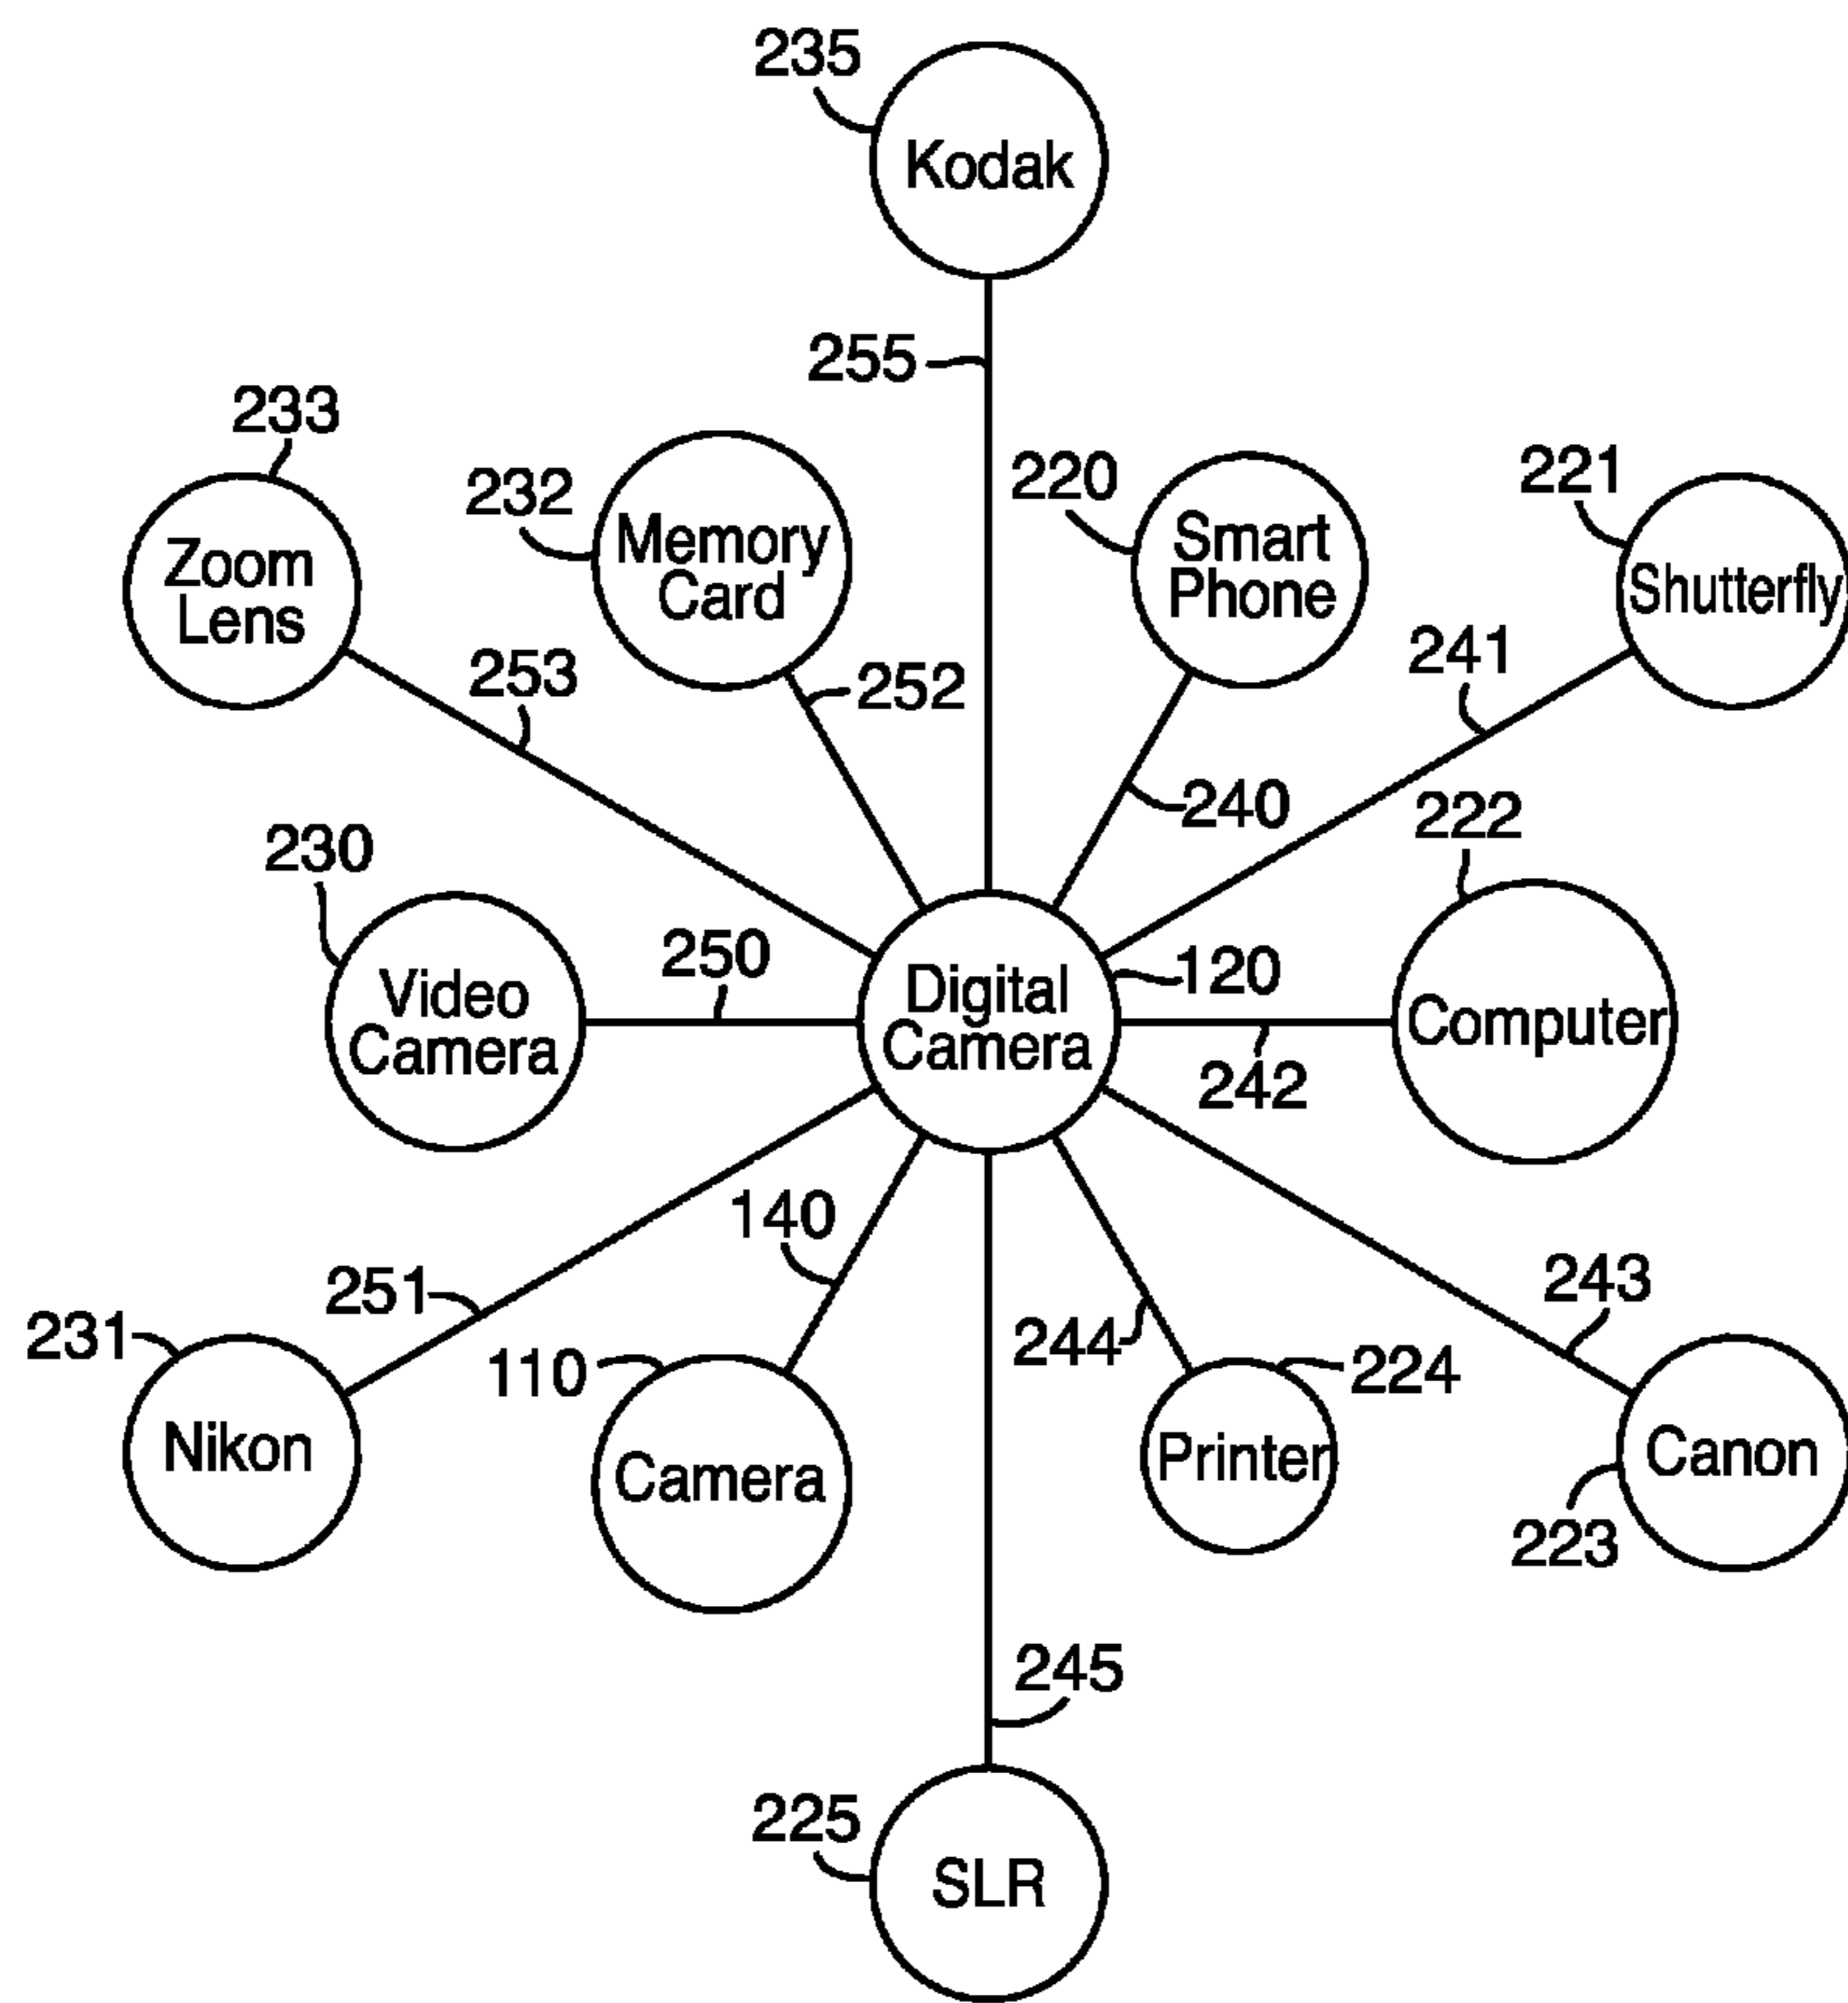 235
Kodak
255
233
232
220
221
Zoom
Lens
Memory
Card
Smart
Phone
Shutterfly
253
252
241
240
222
230
250
120
Video
Camera
Digital
Camera
Computer
242
140
251
243
231
110
244
224
Nikon
Camera
Printer
Canon
223
245
225
SLR